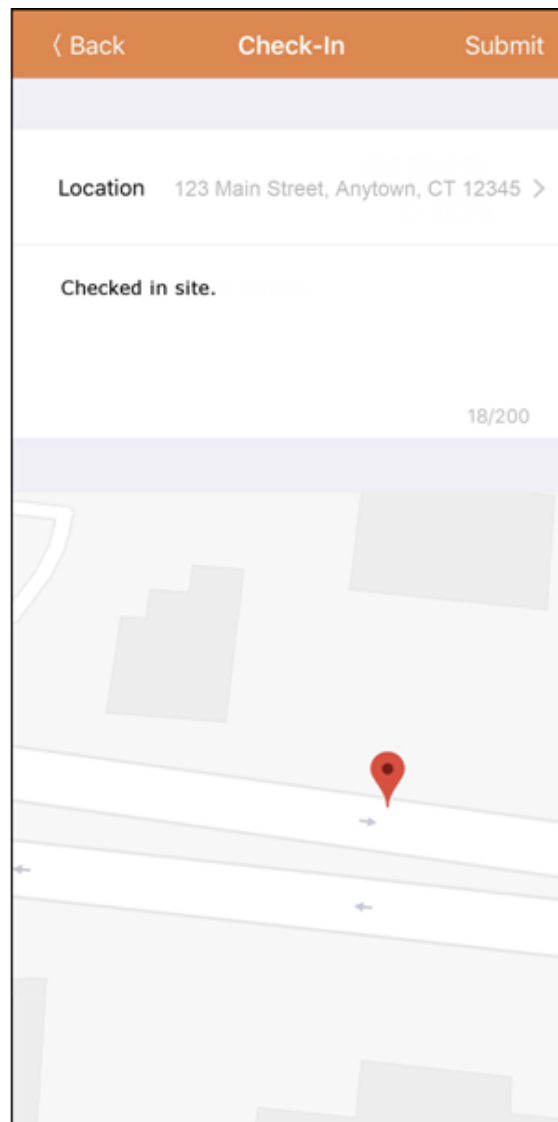 〈 Back Check-In Submit
Location 123 Main Street, Anytown, CT 12345 >
Checked in site.
18/200